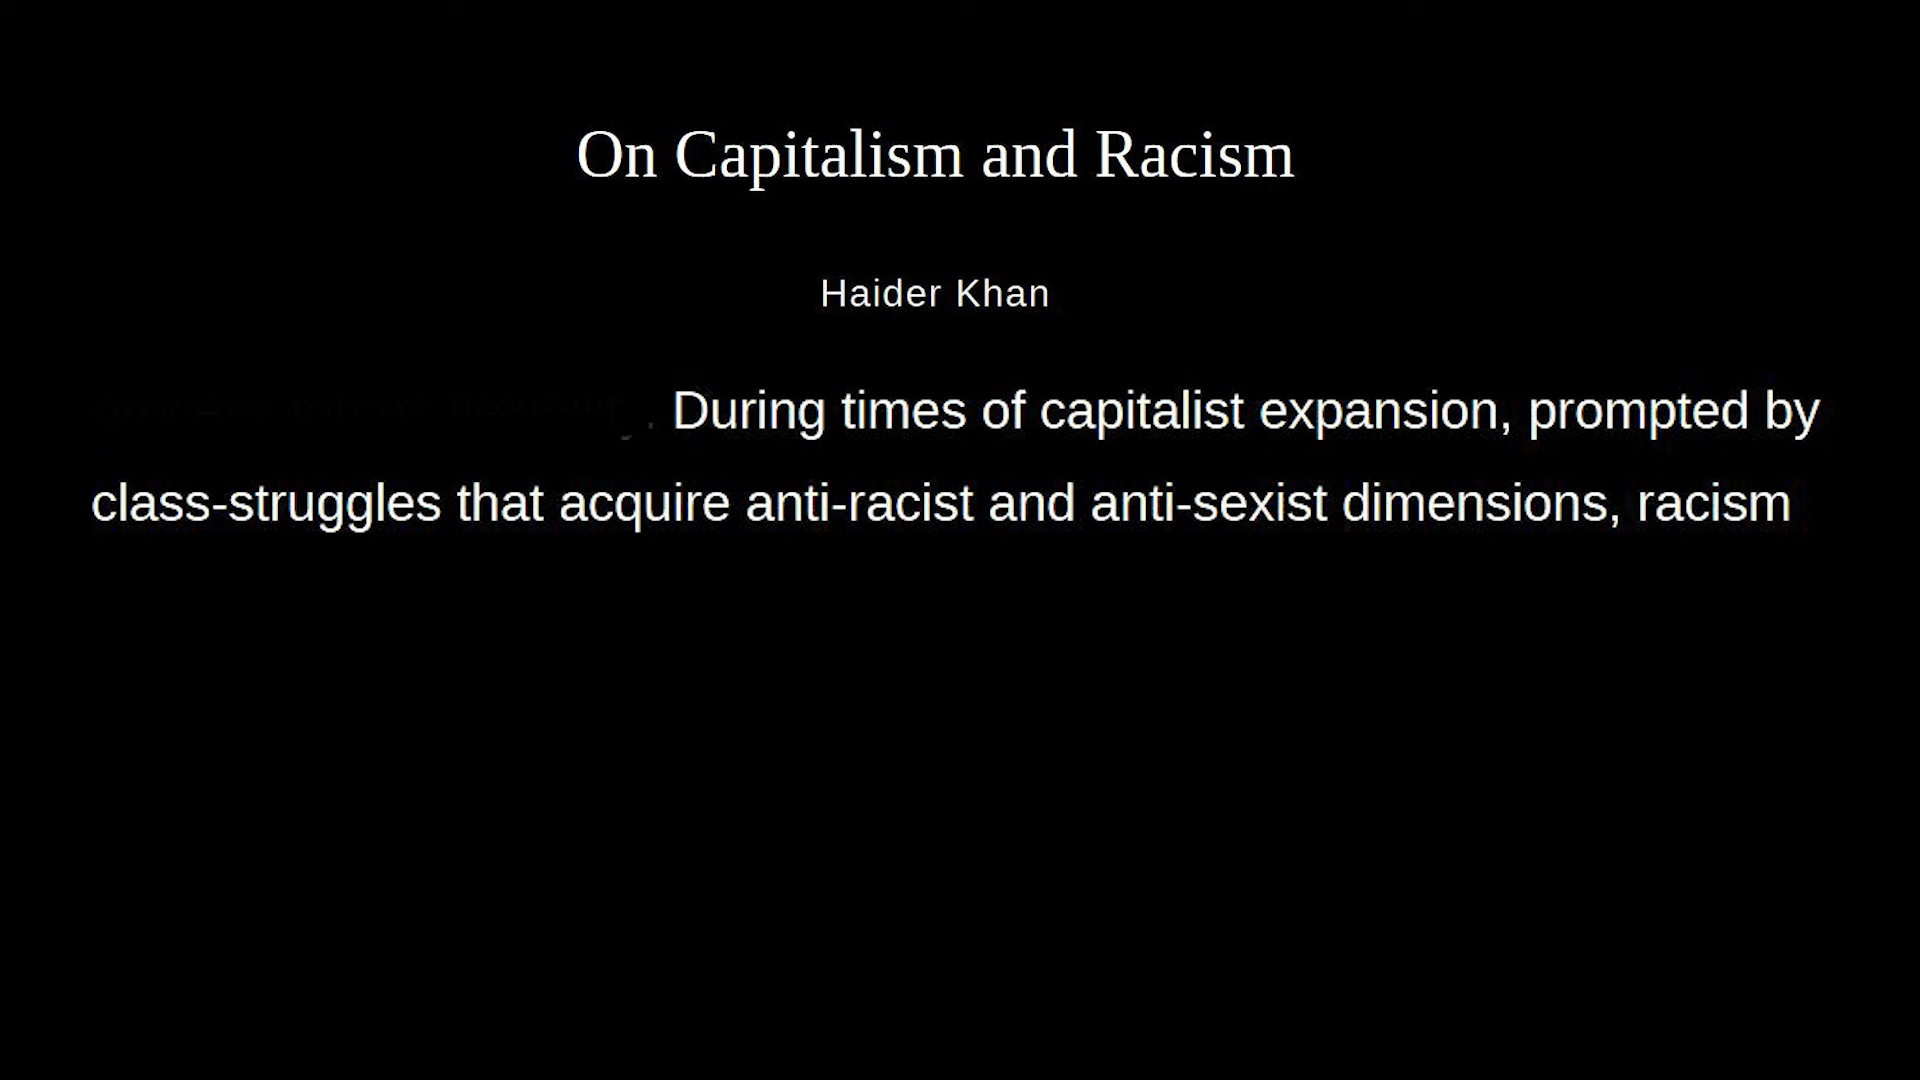 On Capitalism and Racism
Haider Khan
. During times of capitalist expansion, prompted by
class-struggles that acquire anti-racist and anti-sexist dimensions, racism